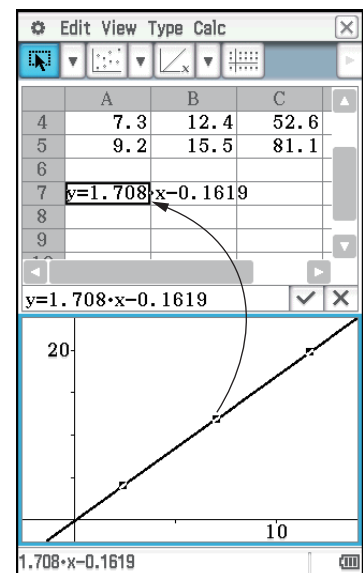 Edit View Type Calc
A B C
4 7.3 12.4 52.6
5 9.2 15.5 81.1
6
7 y=1.708·x−0.1619
8
9
y=1.708·x−0.1619
20
10
1.708·x−0.1619